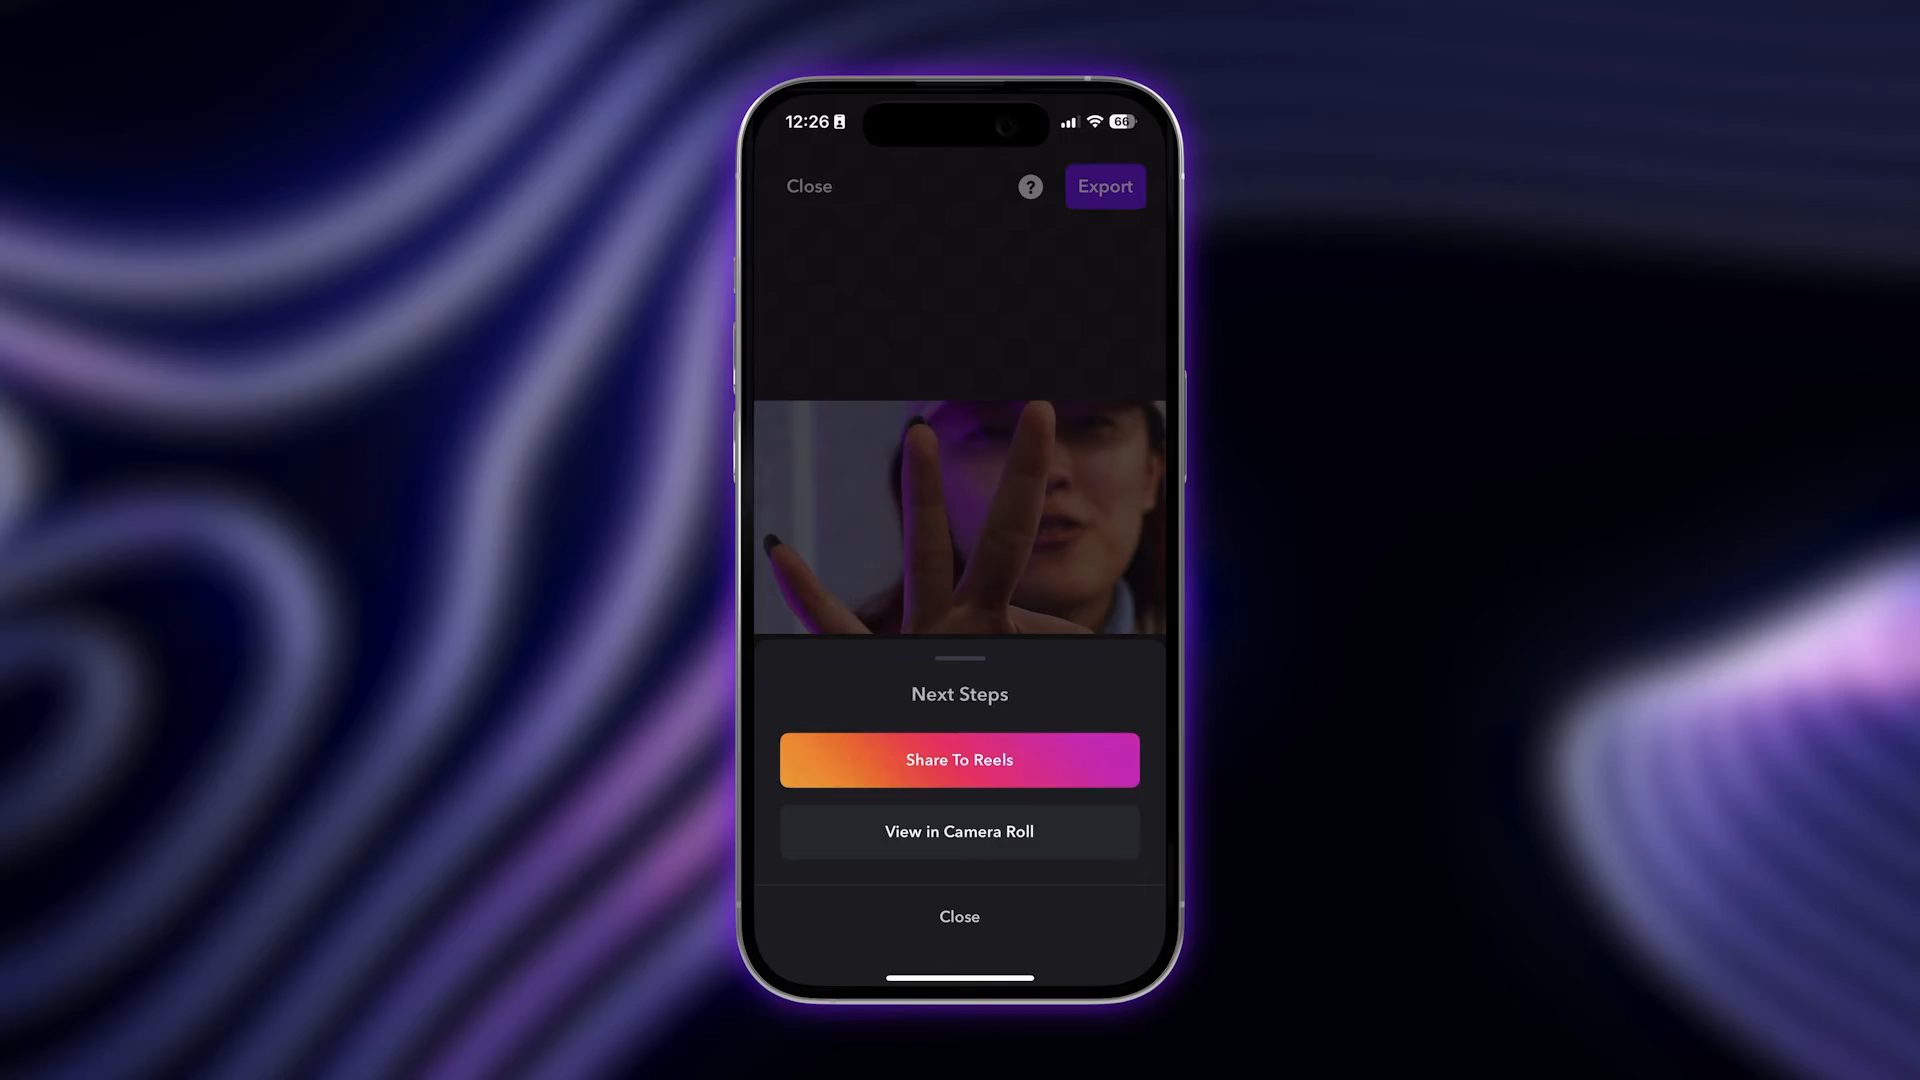 12:26
66
Close
?
Export
Next Steps
Share To Reels
View in Camera Roll
Close